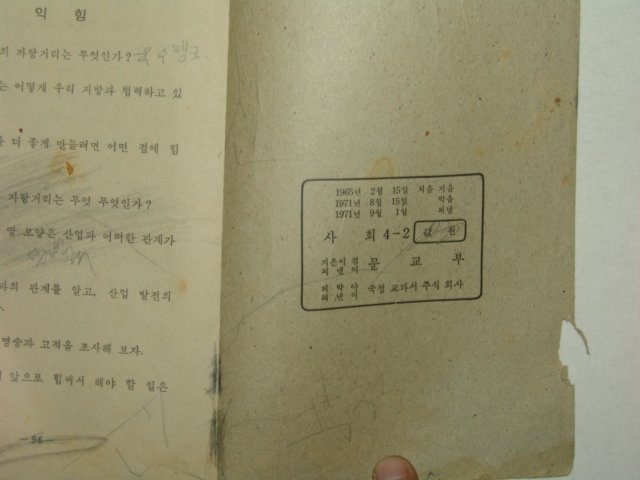 익 힘
의 자랑거리는 무엇인가?
는 어떻게 우리 지방과 협력하고 있
를 더 좋게 만들려면 어떤 점에 힘
자랑거리는 무엇 무엇인가?
땅 모양은 산업과 어떠한 관계가
라의 관계를 알고, 산업 발전의
명승과 고적을 조사해 보자.
앞으로 힘써서 해야 할 일은
—96—
1965년 2월 15일 처음 지음
1971년 8월 15일 박음
1971년 9월 1일 펴냄
사 회 4-2 강 원
지은이 겸 펴낸이 문 교 부
되박아 펴낸이 국정 교과서 주식 회사